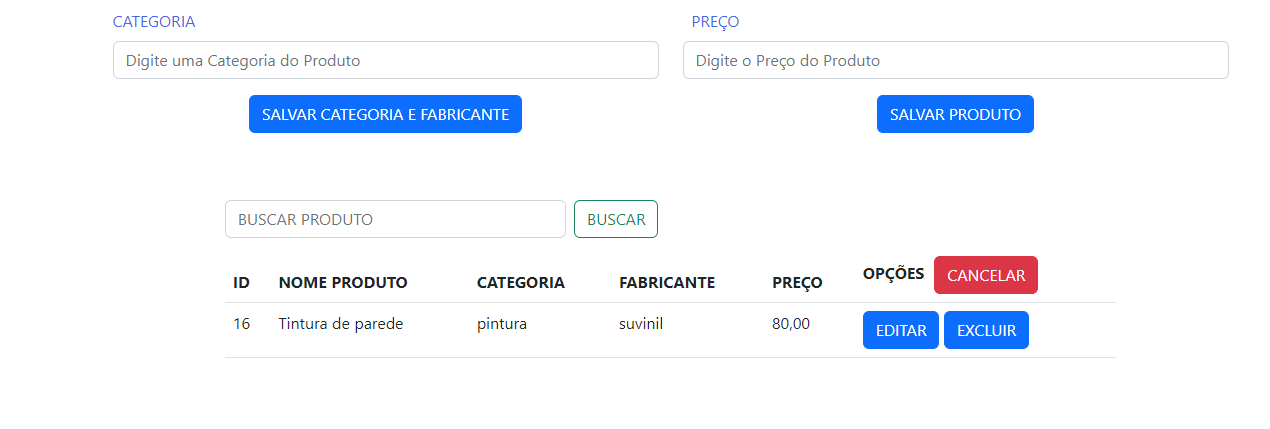 CATEGORIA PREÇO
Digite uma Categoria do Produto Digite o Preço do Produto
SALVAR CATEGORIA E FABRICANTE SALVAR PRODUTO
BUSCAR PRODUTO BUSCAR
ID NOME PRODUTO CATEGORIA FABRICANTE PREÇO OPÇÕES CANCELAR
16 Tintura de parede pintura suvinil 80,00 EDITAR EXCLUIR